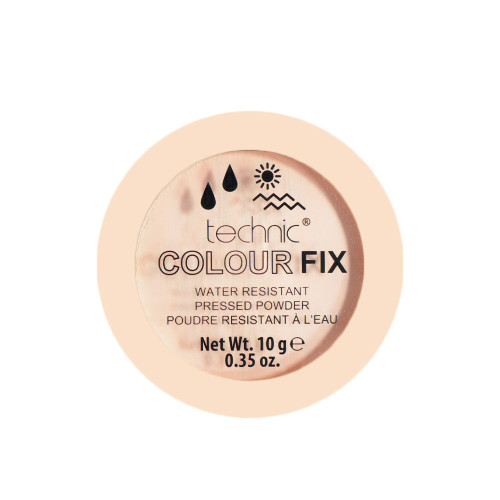 technic®
COLOUR FIX
WATER RESISTANT
PRESSED POWDER
POUDRE RESISTANT À L'EAU
Net Wt. 10 g ℮
0.35 oz.